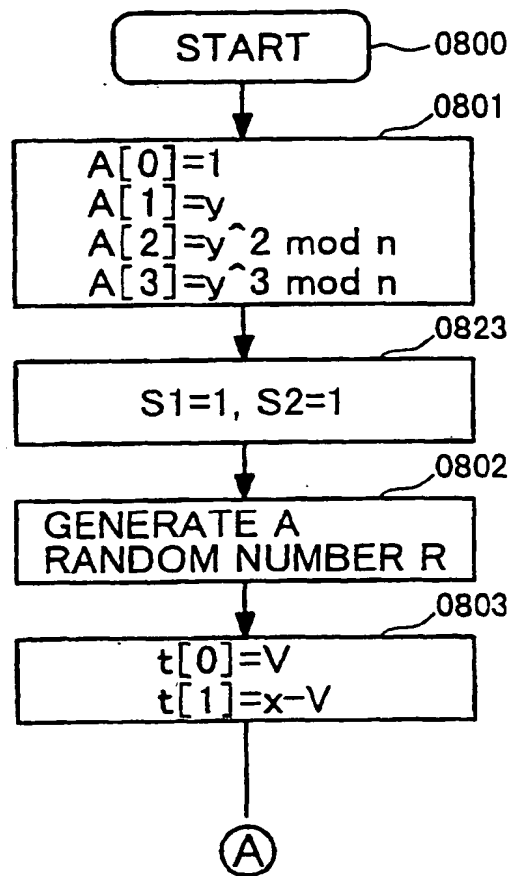 START
0800
0801
A[0]=1
A[1]=y
A[2]=y^2 mod n
A[3]=y^3 mod n
0823
S1=1, S2=1
0802
GENERATE A
RANDOM NUMBER R
0803
t[0]=V
t[1]=x-V
A